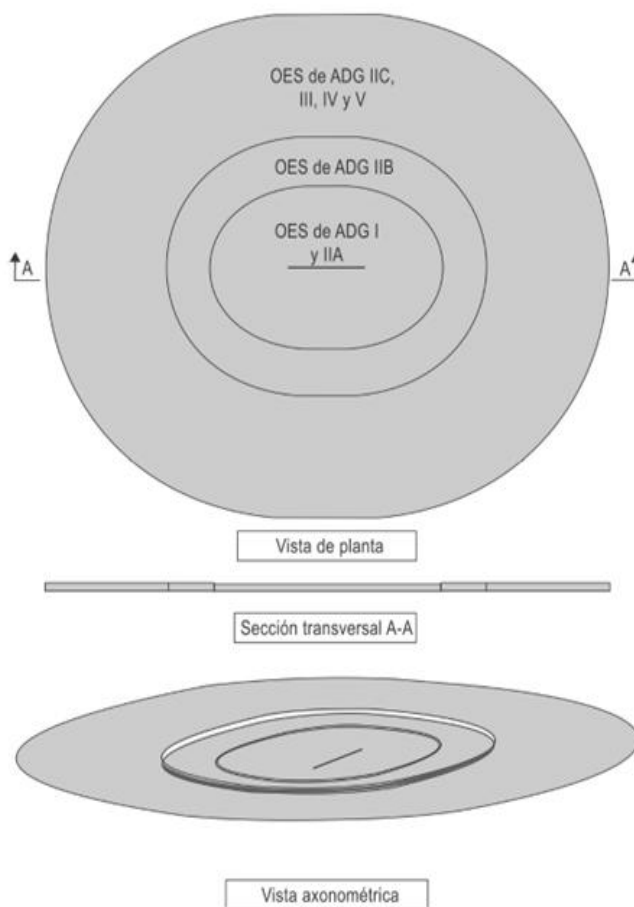 OES de ADG IIC,
III, IV y V
OES de ADG IIB
OES de ADG I
y IIA
A
A
Vista de planta
Sección transversal A-A
Vista axonométrica